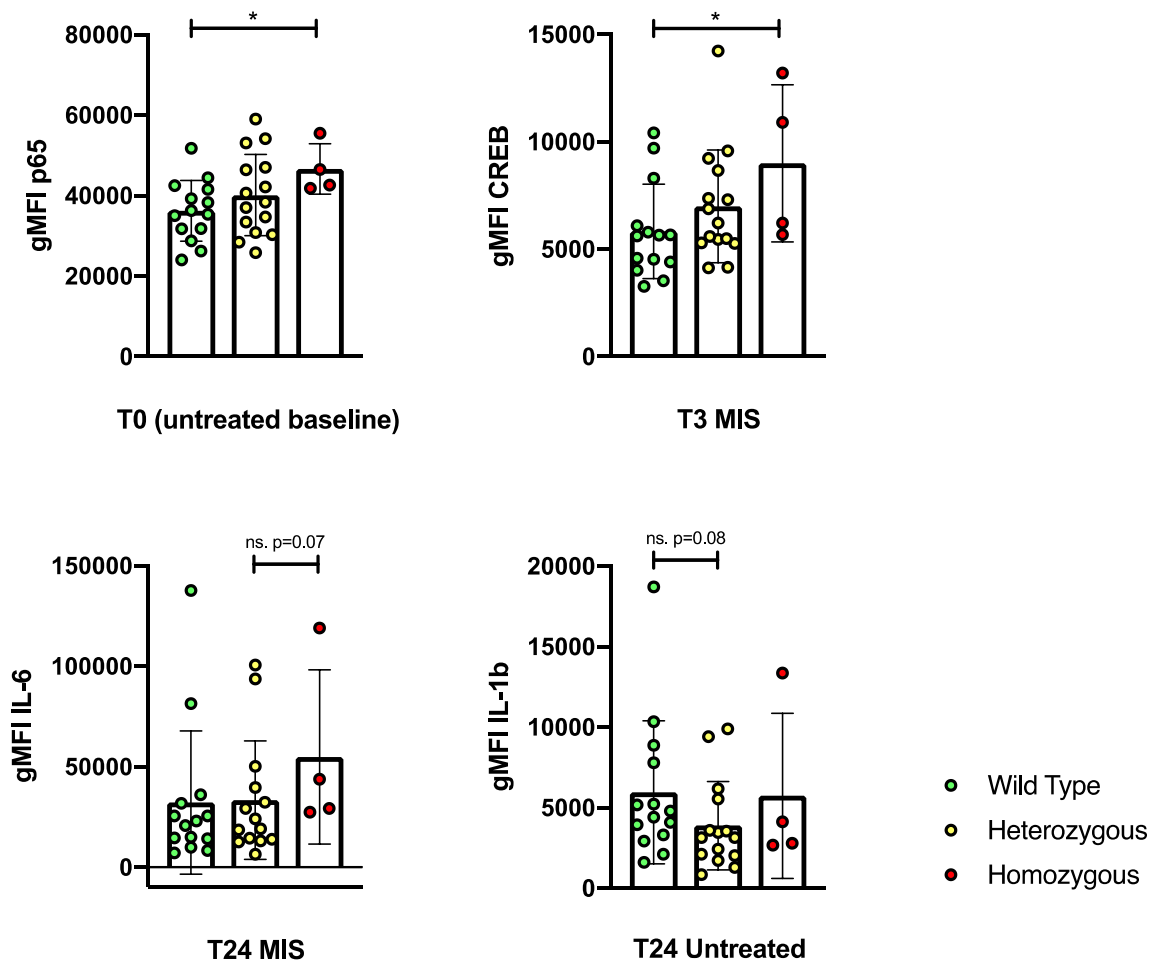 80000
60000
40000
20000
0
gMFI p65
*
T0 (untreated baseline)
15000
10000
5000
0
gMFI CREB
*
T3 MIS
150000
100000
50000
0
gMFI IL-6
ns. p=0.07
T24 MIS
20000
15000
10000
5000
0
gMFI IL-1b
ns. p=0.08
T24 Untreated
Wild Type
Heterozygous
Homozygous